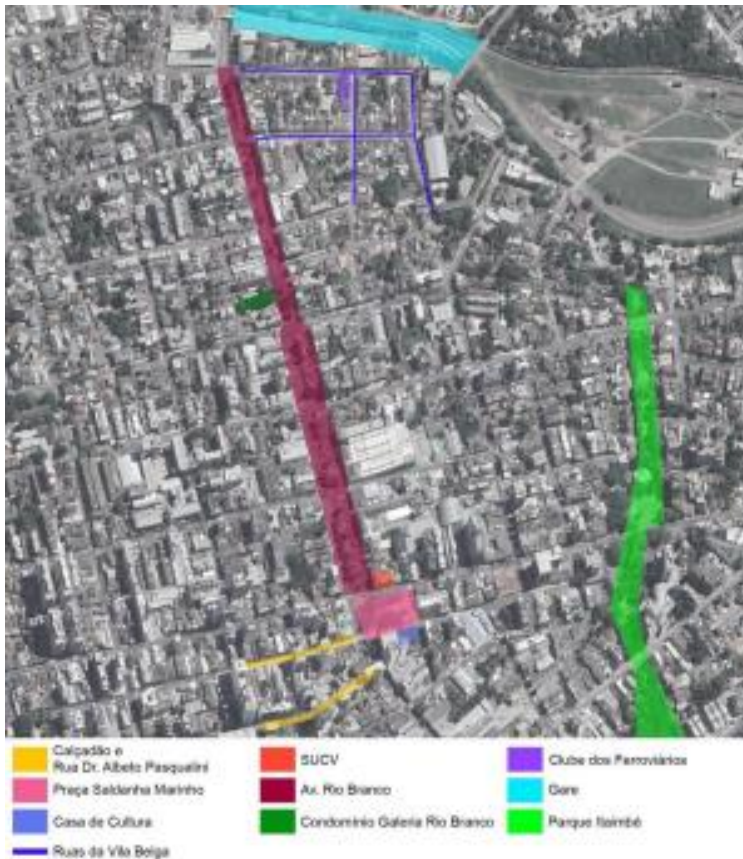 Calçadão e
Rua Dr. Albeto Pasqualini
Praça Saldanha Marinho
Casa de Cultura
Ruas da Vila Belga
SUCV
Av. Rio Branco
Condomínio Galeria Rio Branco
Clube dos Ferroviários
Gare
Parque Itaimbé